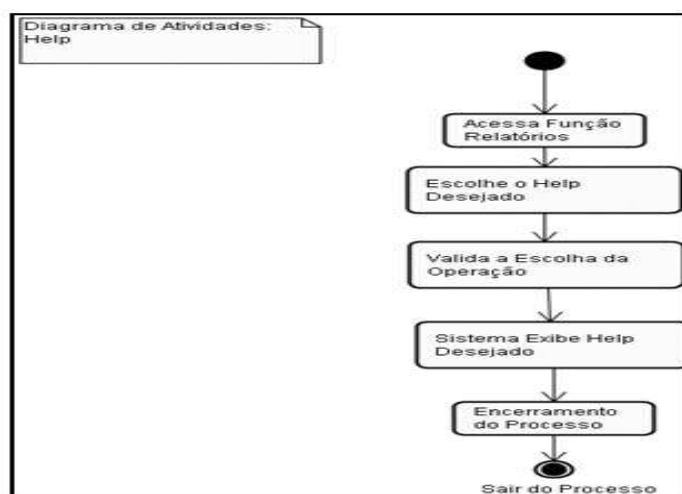 Diagrama de Atividades:
Help
Acessa Função
Relatórios
Escolhe o Help
Desejado
Valida a Escolha da
Operação
Sistema Exibe Help
Desejado
Encerramento
do Processo
Sair do Processo